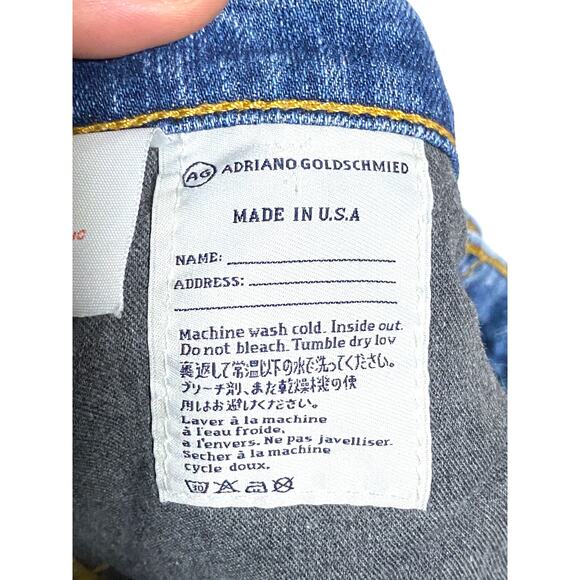 AG ADRIANO GOLDSCHMIED
MADE IN U.S.A
NAME:
ADDRESS:
Machine wash cold. Inside out.
Do not bleach. Tumble dry low
裏返して常温以下の水で洗ってください。
ブリーチ剤、また乾燥機の使
用はお避けください。
Laver à la machine
à l'eau froide,
a l'envers. Ne pas javelliser.
Secher à la machine
cycle doux.
30